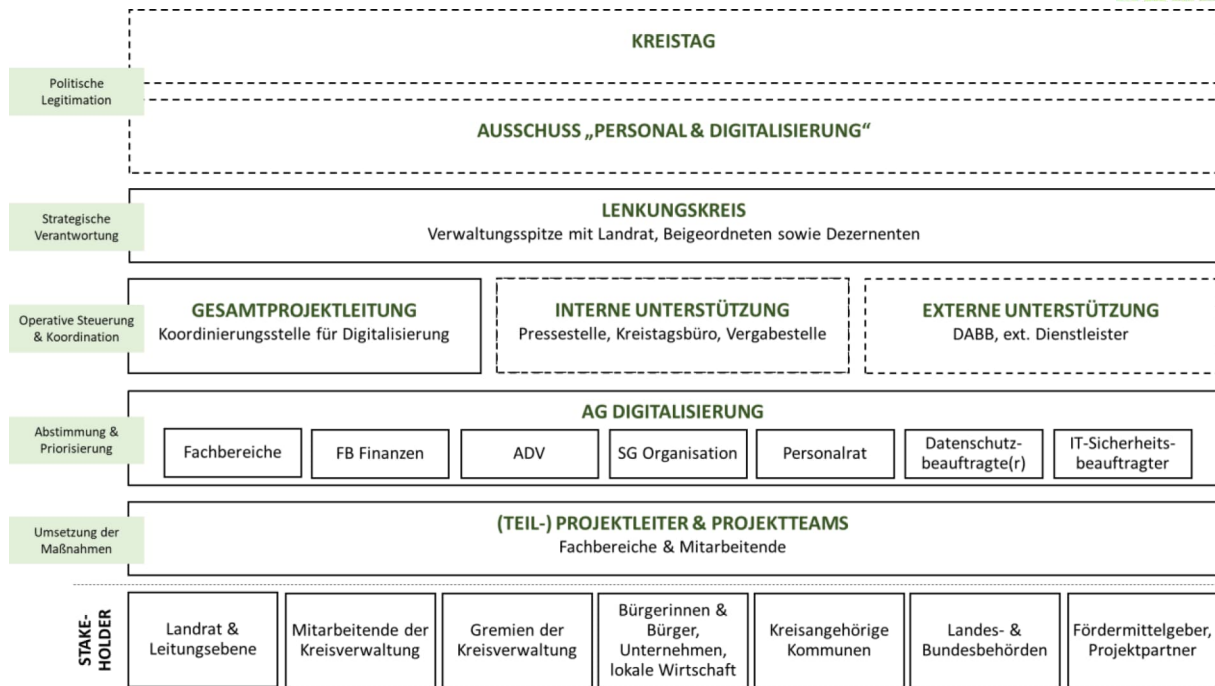 KREISTAG
Politische
Legitimation
AUSSCHUSS „PERSONAL & DIGITALISIERUNG“
Strategische
Verantwortung
LENKUNGSKREIS
Verwaltungsspitze mit Landrat, Beigeordneten sowie Dezernenten
Operative Steuerung
& Koordination
GESAMTPROJEKTLEITUNG
Koordinierungsstelle für Digitalisierung
INTERNE UNTERSTÜTZUNG
Pressestelle, Kreistagsbüro, Vergabestelle
EXTERNE UNTERSTÜTZUNG
DABB, ext. Dienstleister
Abstimmung &
Priorisierung
AG DIGITALISIERUNG
Fachbereiche
FB Finanzen
ADV
SG Organisation
Personalrat
Datenschutz-
beauftragte(r)
IT-Sicherheits-
beauftragter
Umsetzung der
Maßnahmen
(TEIL-) PROJEKTLEITER & PROJEKTTEAMS
Fachbereiche & Mitarbeitende
STAKE-
HOLDER
Landrat &
Leitungsebene
Mitarbeitende der
Kreisverwaltung
Gremien der
Kreisverwaltung
Bürgerinnen &
Bürger,
Unternehmen,
lokale Wirtschaft
Kreisangehörige
Kommunen
Landes- &
Bundesbehörden
Fördermittelgeber,
Projektpartner